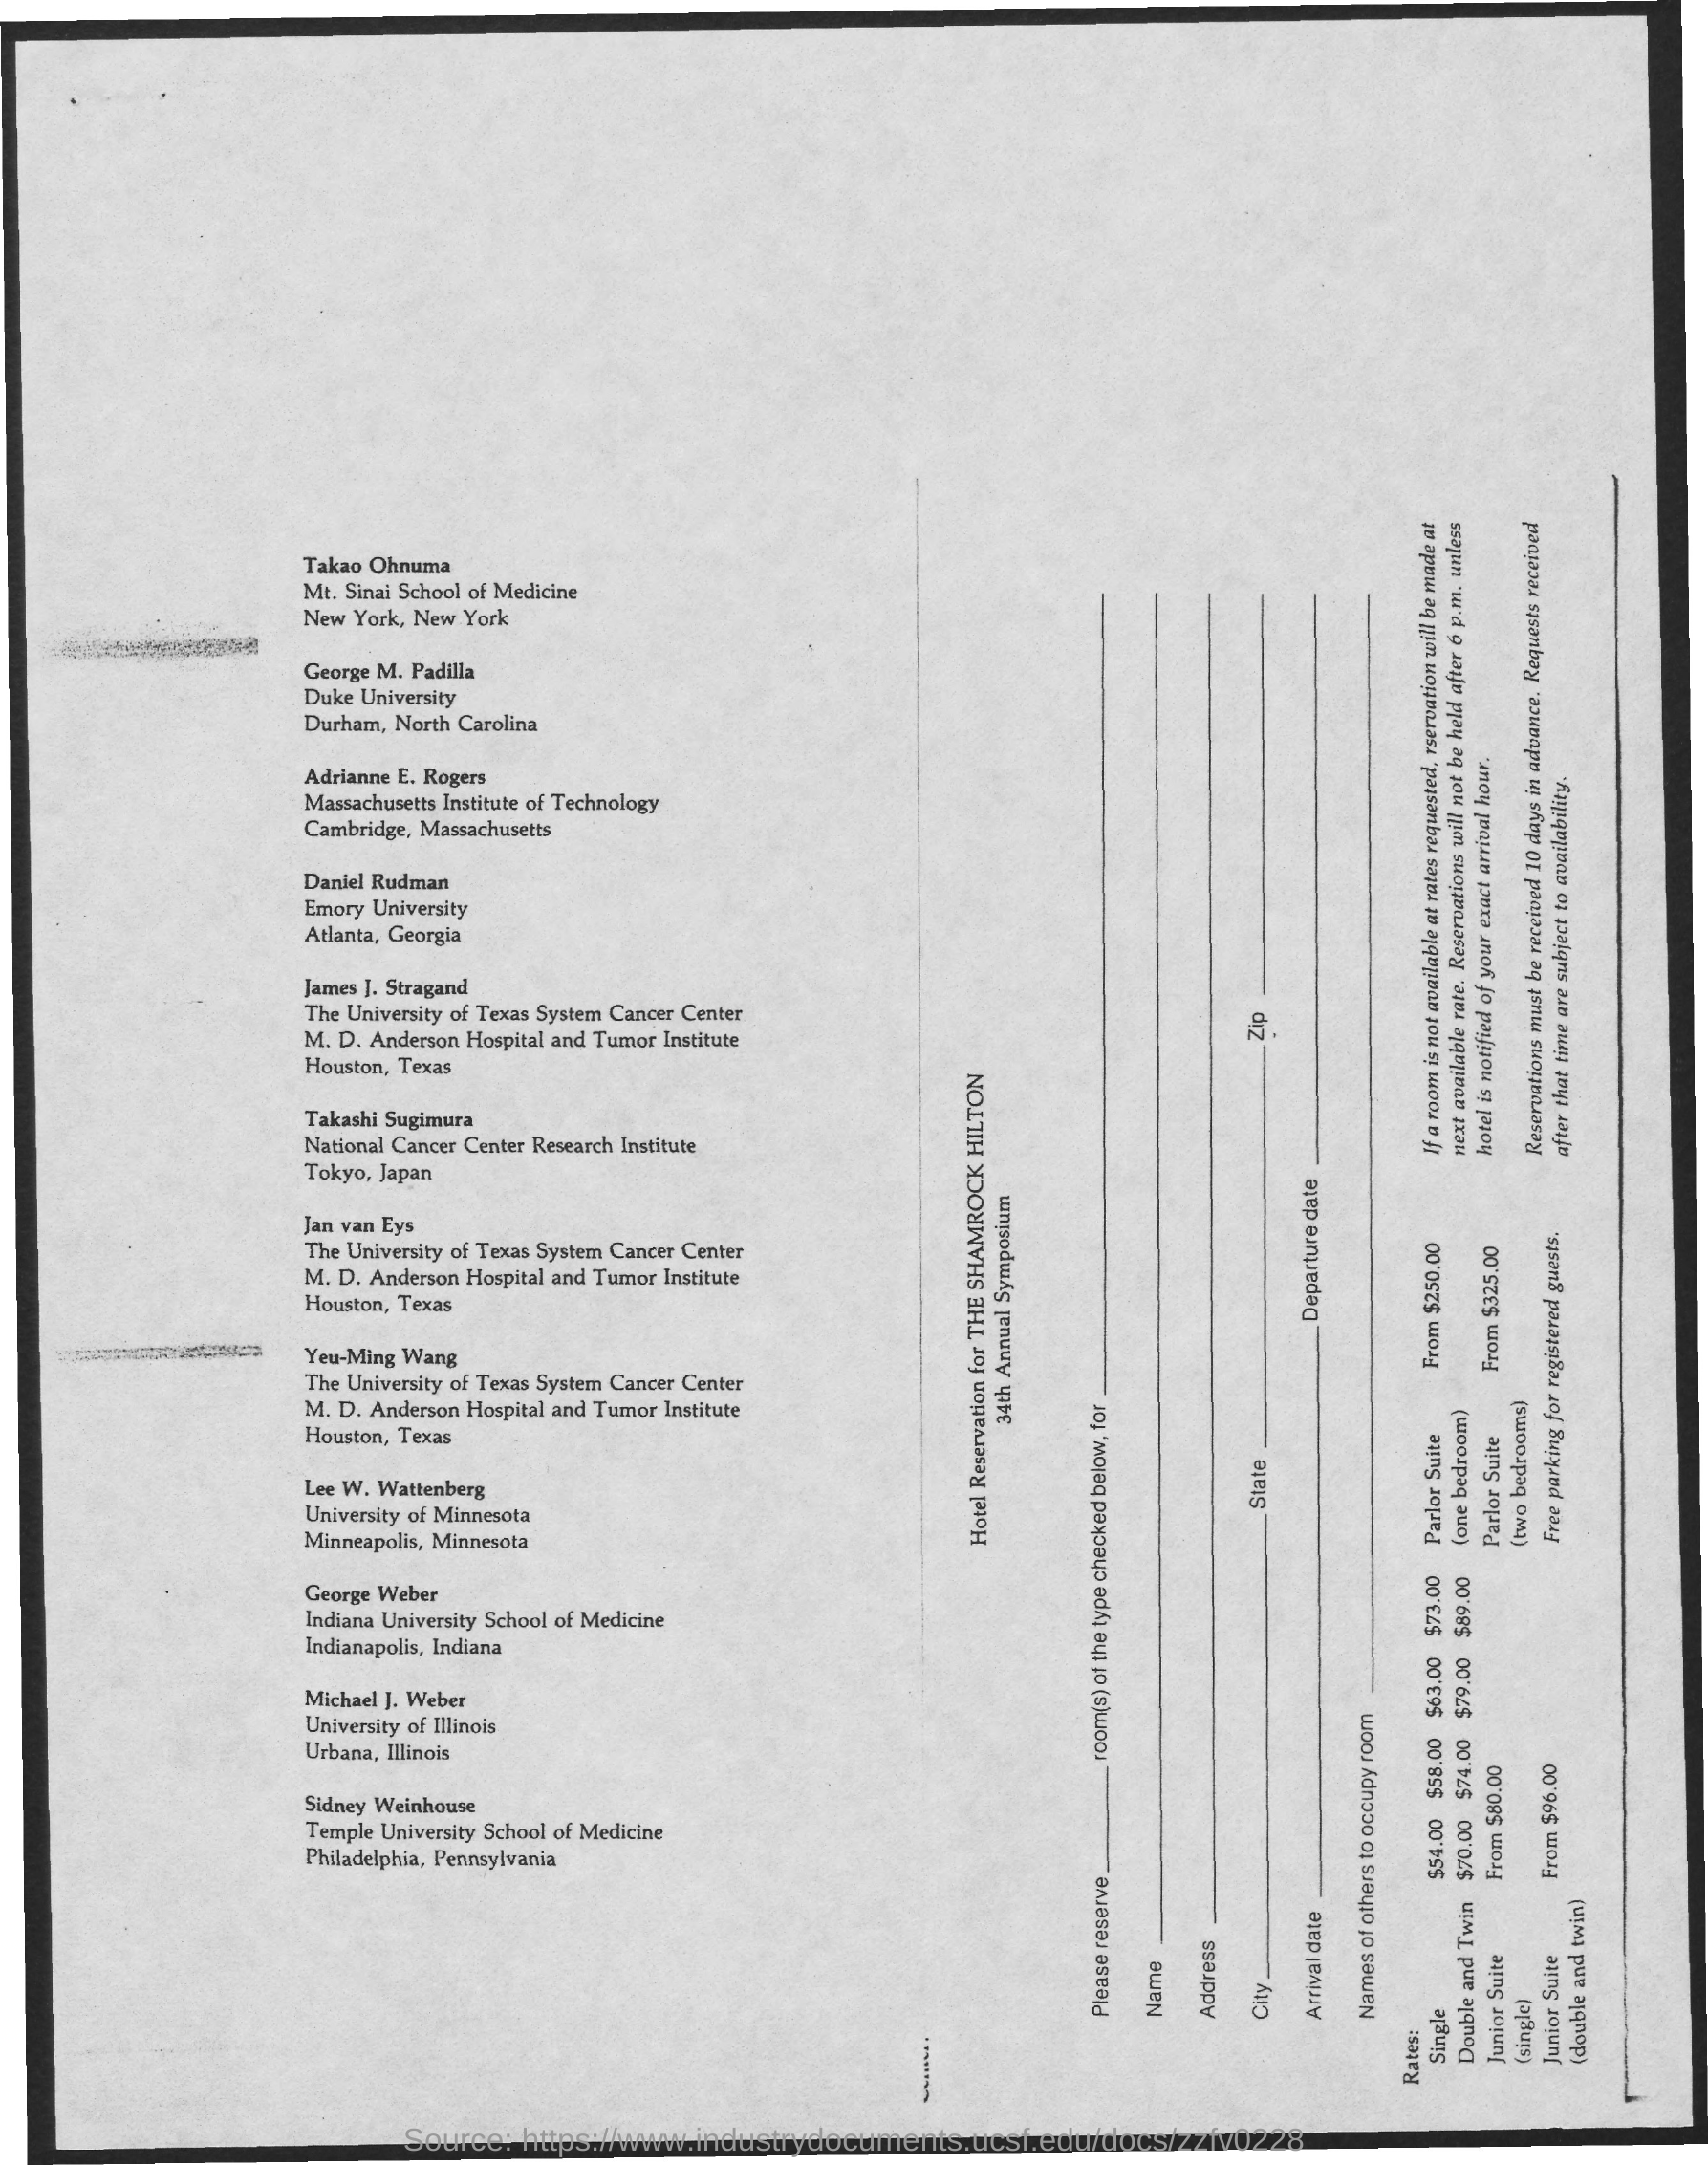 Takao Ohnuma
Mt. Sinai School of Medicine
New York, New York
George M. Padilla
Duke University
Durham, North Carolina
Adrianne E. Rogers
Massachusetts Institute of Technology
Cambridge, Massachusetts
Daniel Rudman
Emory University
Atlanta, Georgia
James J. Stragand
The University of Texas System Cancer Center
M. D. Anderson Hospital and Tumor Institute
Houston, Texas
Takashi Sugimura
National Cancer Center Research Institute
Tokyo, Japan
Jan van Eys
The University of Texas System Cancer Center
M. D. Anderson Hospital and Tumor Institute
Houston, Texas
Yeu-Ming Wang
The University of Texas System Cancer Center
M. D. Anderson Hospital and Tumor Institute
Houston, Texas
Lee W. Wattenberg
University of Minnesota
Minneapolis, Minnesota
George Weber
Indiana University School of Medicine
Indianapolis, Indiana
Michael J. Weber
University of Illinois
Urbana, Illinois
Sidney Weinhouse
Temple University School of Medicine
Philadelphia, Pennsylvania
Hotel Reservation for THE SHAMROCK HILTON
34th Annual Symposium
Please reserve room(s) of the type checked below, for
Name
Address
City State Zip
Arrival date Departure date
Names of others to occupy room
Rates:
Single $54.00 $58.00 $63.00 $73.00
Double and Twin $70.00 $74.00 $79.00 $89.00
Junior Suite From $80.00
(single)
Junior Suite From $96.00
(double and twin)
Parlor Suite From $250.00
(one bedroom)
Parlor Suite From $325.00
(two bedrooms)
Free parking for registered guests.
If a room is not available at rates requested, rservation will be made at
next available rate. Reservations will not be held after 6 p.m. unless
hotel is notified of your exact arrival hour.
Reservations must be received 10 days in advance. Requests received
after that time are subject to availability.
Source: https://www.industrydocuments.ucsf.edu/docs/zzfv0228